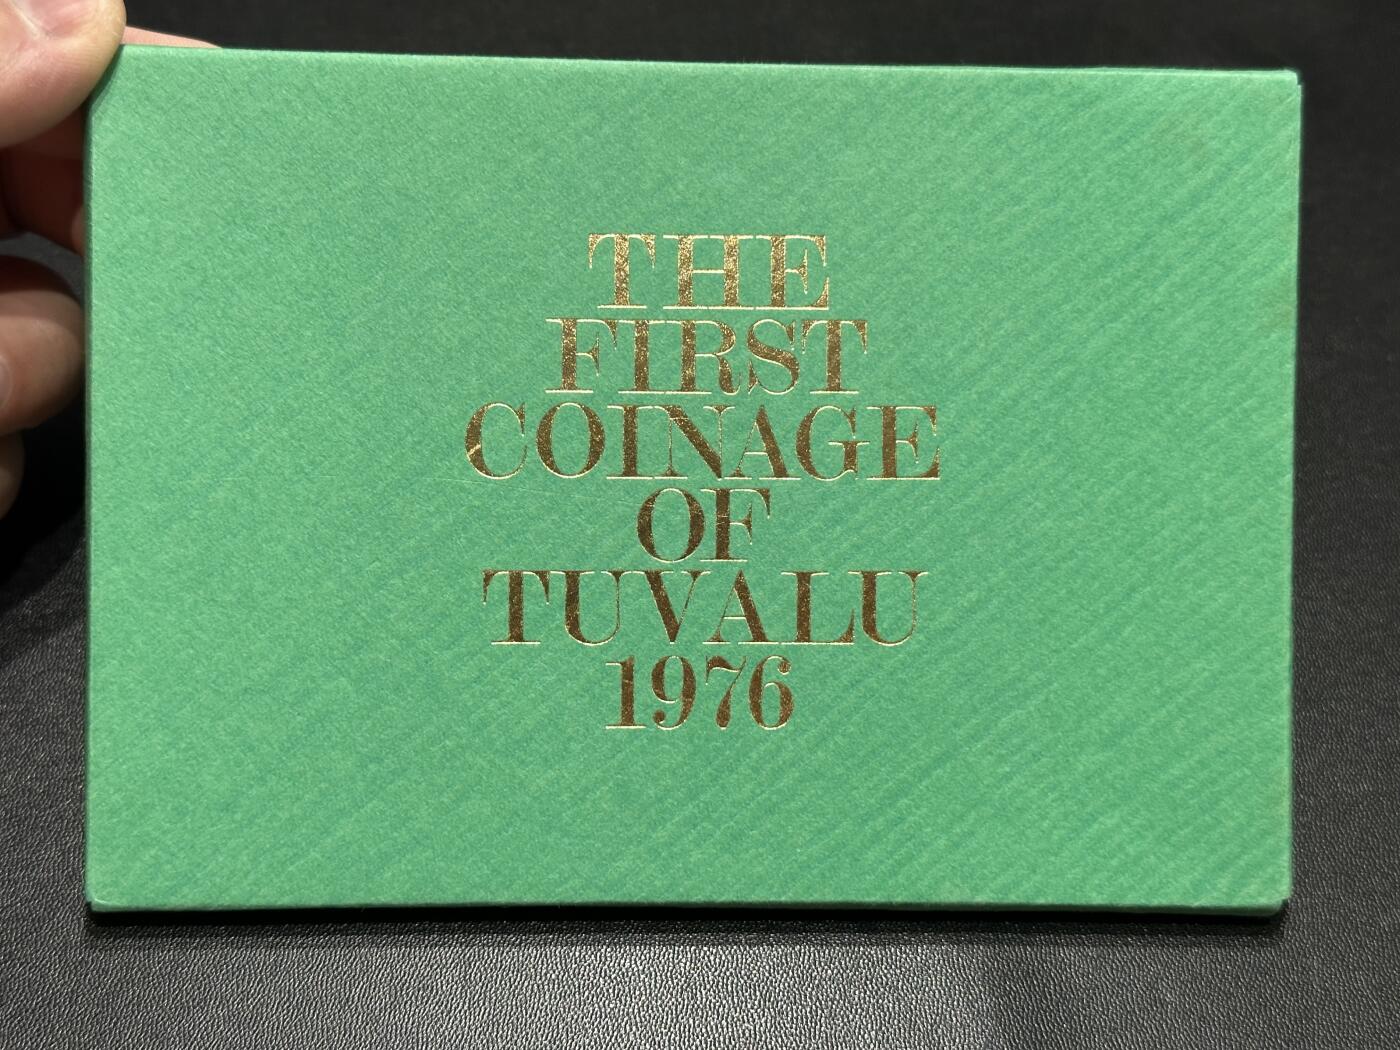 THE
FIRST
COINAGE
OF
TUVALU
1976